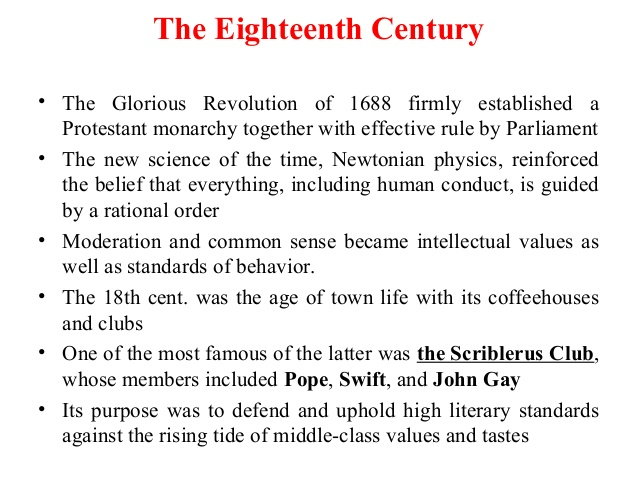 The Eighteenth Century
• The Glorious Revolution of 1688 firmly established a
Protestant monarchy together with effective rule by Parliament
• The new science of the time, Newtonian physics, reinforced
the belief that everything, including human conduct, is guided
by a rational order
• Moderation and common sense became intellectual values as
well as standards of behavior.
• The 18th cent. was the age of town life with its coffeehouses
and clubs
• One of the most famous of the latter was the Scriblerus Club,
whose members included Pope, Swift, and John Gay
• Its purpose was to defend and uphold high literary standards
against the rising tide of middle-class values and tastes